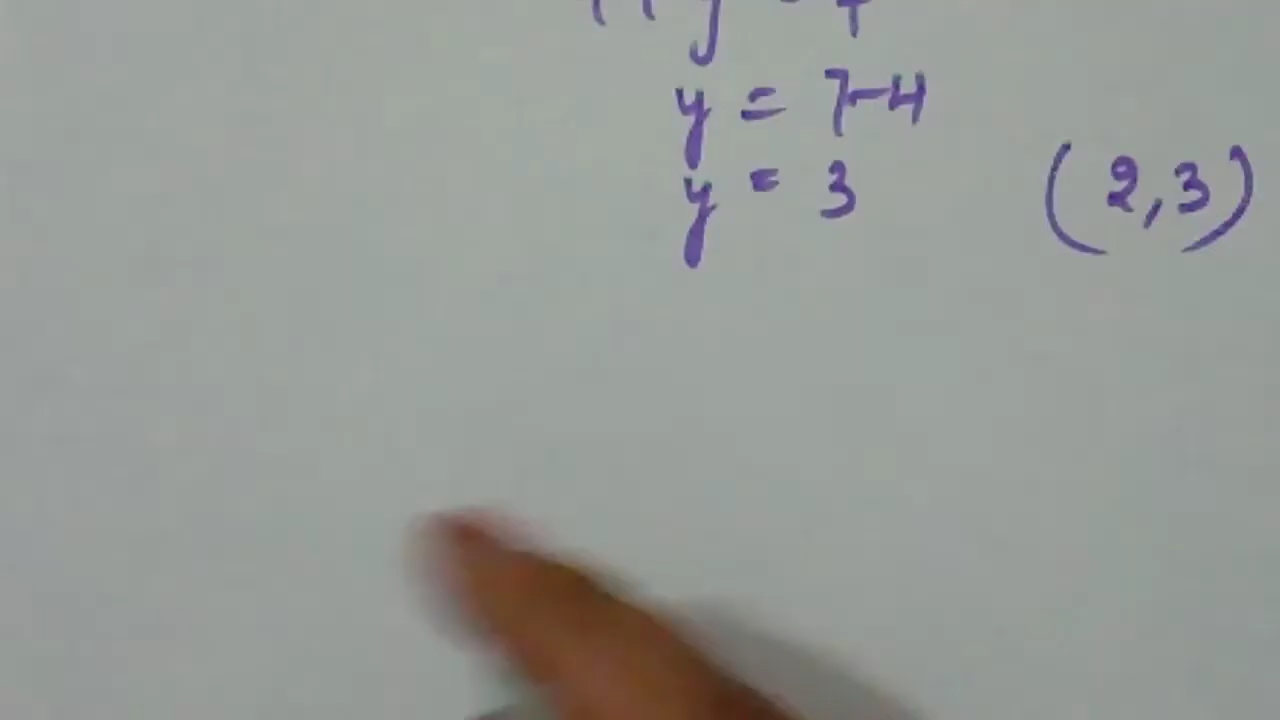 y = 7-4
y = 3 (2,3)